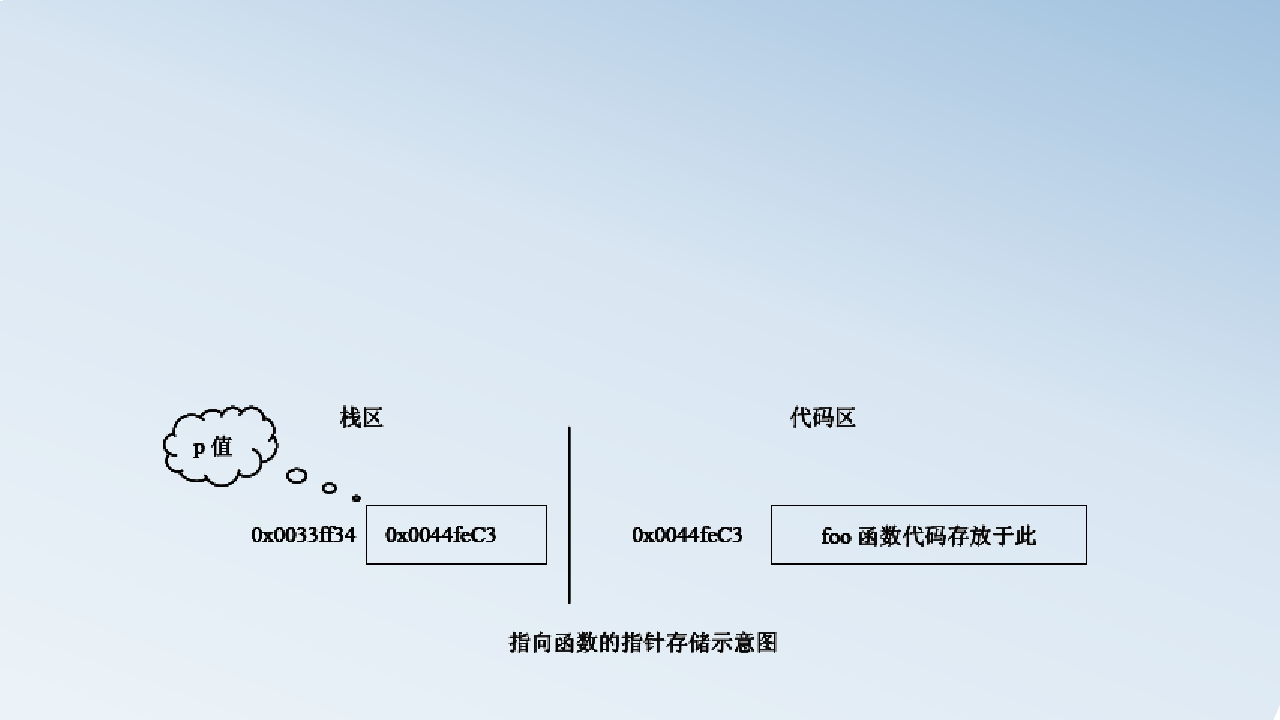 栈区
代码区
p 值
0x0033ff34
0x0044feC3
0x0044feC3
foo 函数代码存放于此
指向函数的指针存储示意图